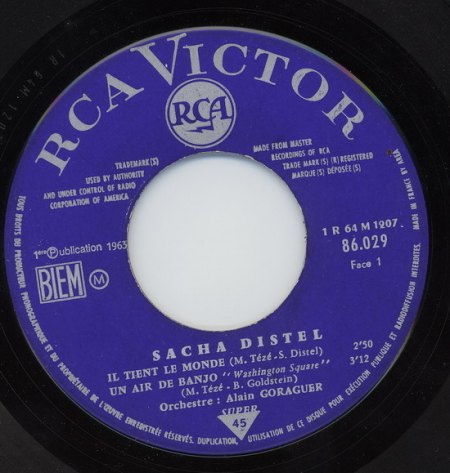 RCA VICTOR
RCA
TRADEMARK(S)
USED BY AUTHORITY
AND UNDER CONTROL OF RADIO
CORPORATION OF AMERICA
MADE FROM MASTER
RECORDINGS OF RCA
TRADE MARK (S) (R) REGISTERED
MARQUE (S) DÉPOSÉE (S)
1ere ℗ublication 1963
BIEM M
1 R 64 M 1207
86.029
Face 1
SACHA DISTEL
IL TIENT LE MONDE (M. Tézé - S. Distel) 2'50
UN AIR DE BANJO "Washington Square" 3'12
(M. Tézé - B. Goldstein)
Orchestre : Alain GORAGUER
SUPER
45
TOUS DROITS DU PRODUCTEUR PHONOGRAPHIQUE ET DU PROPRIÉTAIRE DE L'ŒUVRE ENREGISTRÉE RÉSERVÉS. DUPLICATION, UTILISATION DE CE DISQUE POUR EXÉCUTION PUBLIQUE ET RADIODIFFUSION INTERDITES.
MADE IN FRANCE BY AREA